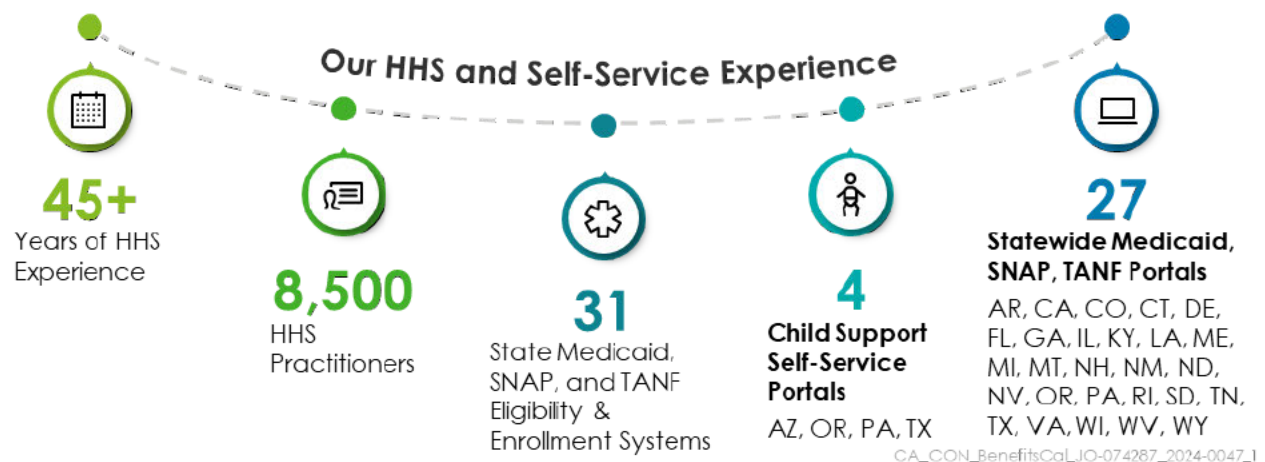 Our HHS and Self-Service Experience
45+
Years of HHS
Experience
8,500
HHS
Practitioners
31
State Medicaid,
SNAP, and TANF
Eligibility &
Enrollment Systems
4
Child Support
Self-Service
Portals
AZ, OR, PA, TX
27
Statewide Medicaid,
SNAP, TANF Portals
AR, CA, CO, CT, DE,
FL, GA, IL, KY, LA, ME,
MI, MT, NH, NM, ND,
NV, OR, PA, RI, SD, TN,
TX, VA, WI, WV, WY
CA_CON_BenefitsCal_JO-074287_2024-0047_1